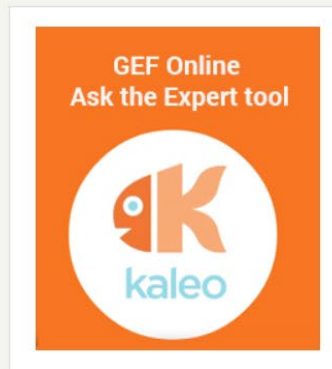 GEF Online
Ask the Expert tool
kaleo